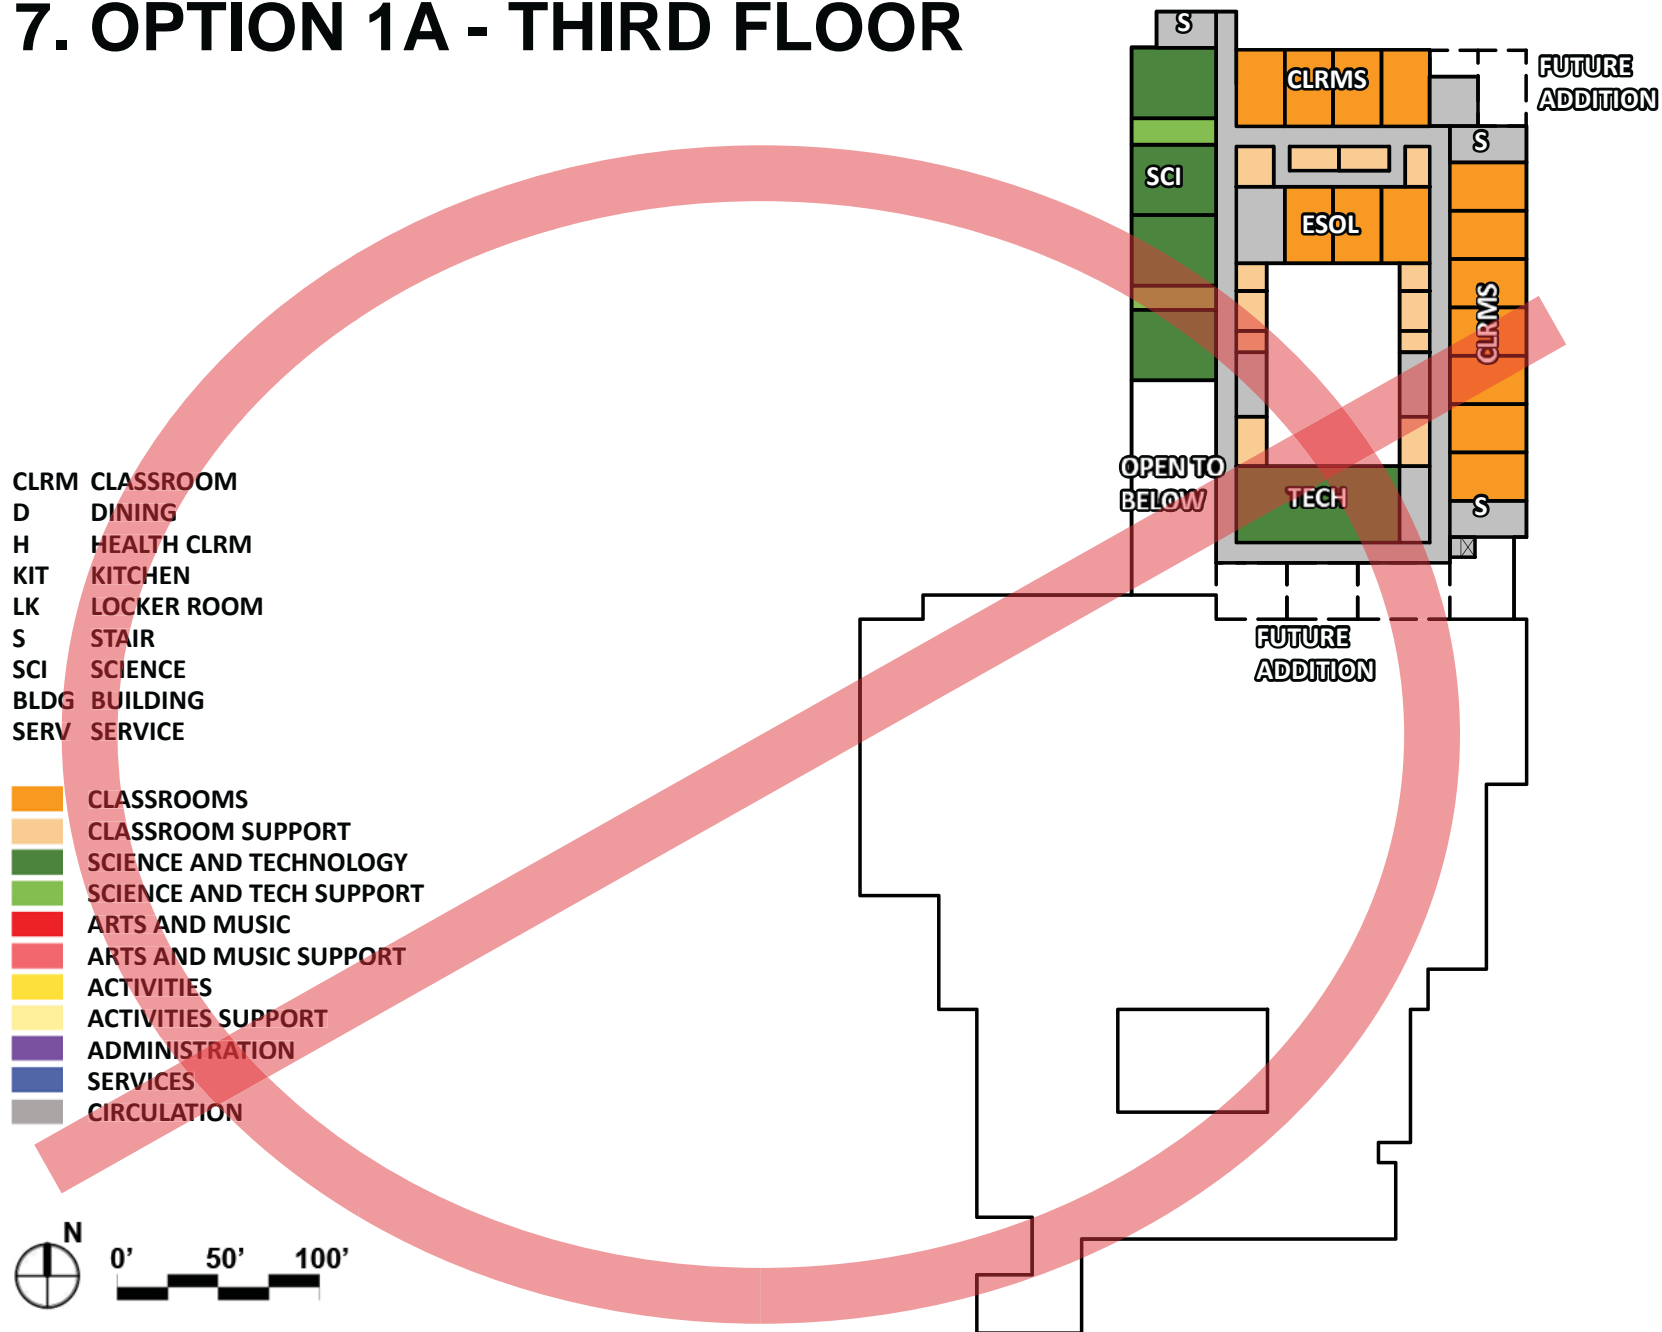 7. OPTION 1A - THIRD FLOOR
S
CLRMS
FUTURE
ADDITION
S
SCI
ESOL
CLRMS
OPEN TO
BELOW
TECH
S
FUTURE
ADDITION
CLRM CLASSROOM
D DINING
H HEALTH CLRM
KIT KITCHEN
LK LOCKER ROOM
S STAIR
SCI SCIENCE
BLDG BUILDING
SERV SERVICE
CLASSROOMS
CLASSROOM SUPPORT
SCIENCE AND TECHNOLOGY
SCIENCE AND TECH SUPPORT
ARTS AND MUSIC
ARTS AND MUSIC SUPPORT
ACTIVITIES
ACTIVITIES SUPPORT
ADMINISTRATION
SERVICES
CIRCULATION
N
0' 50' 100'